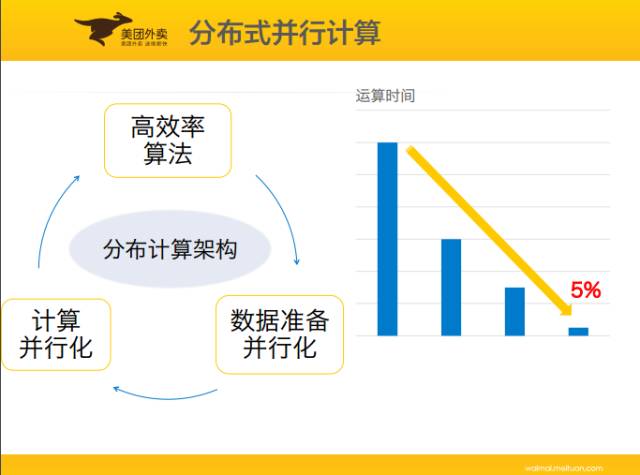 美团外卖
美团外卖 送啥都快
分布式并行计算
运算时间
高效率
算法
分布计算架构
5%
计算
并行化
数据准备
并行化
waimai.meituan.com